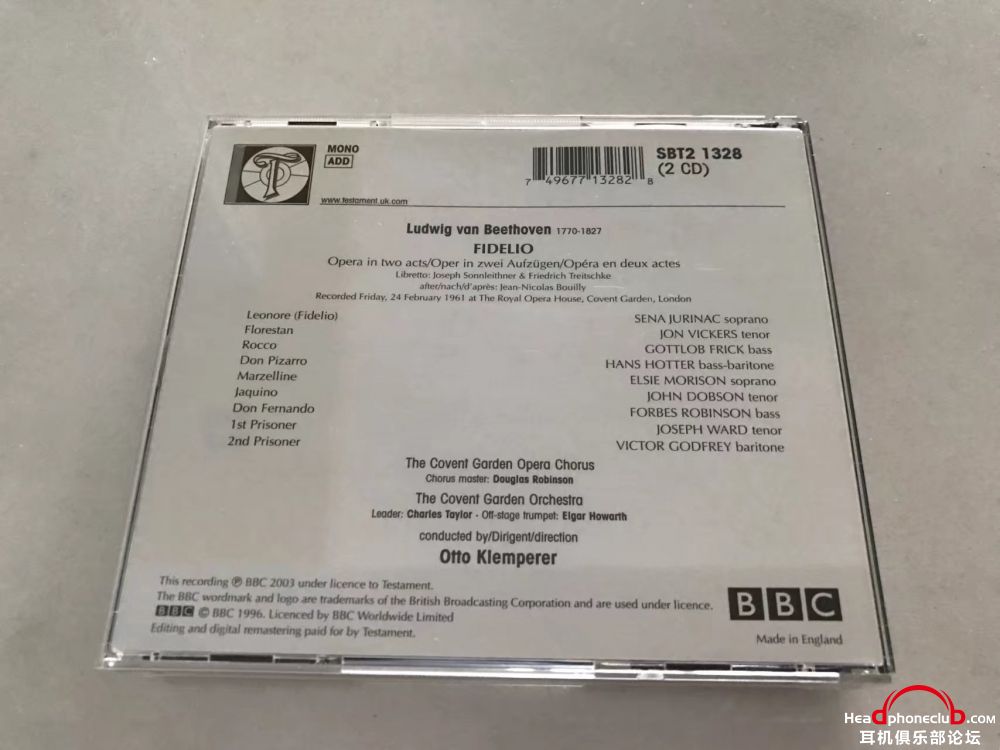 MONO
ADD
www.testament.uk.com
7 49677 13282 8
SBT2 1328
(2 CD)
Ludwig van Beethoven 1770-1827
FIDELIO
Opera in two acts/Oper in zwei Aufzügen/Opéra en deux actes
Libretto: Joseph Sonnleithner & Friedrich Treitschke
after/nach/d'après: Jean-Nicolas Bouilly
Recorded Friday, 24 February 1961 at The Royal Opera House, Covent Garden, London
Leonore (Fidelio) SENA JURINAC soprano
Florestan JON VICKERS tenor
Rocco GOTTLOB FRICK bass
Don Pizarro HANS HOTTER bass-baritone
Marzelline ELSIE MORISON soprano
Jaquino JOHN DOBSON tenor
Don Fernando FORBES ROBINSON bass
1st Prisoner JOSEPH WARD tenor
2nd Prisoner VICTOR GODFREY baritone
The Covent Garden Opera Chorus
Chorus master: Douglas Robinson
The Covent Garden Orchestra
Leader: Charles Taylor - Off-stage trumpet: Elgar Howarth
conducted by/Dirigent/direction
Otto Klemperer
This recording ℗ BBC 2003 under licence to Testament.
The BBC wordmark and logo are trademarks of the British Broadcasting Corporation and are used under licence.
BBC © BBC 1996. Licenced by BBC Worldwide Limited
Editing and digital remastering paid for by Testament.
BBC
Made in England
Headphoneclub.com
耳机俱乐部论坛